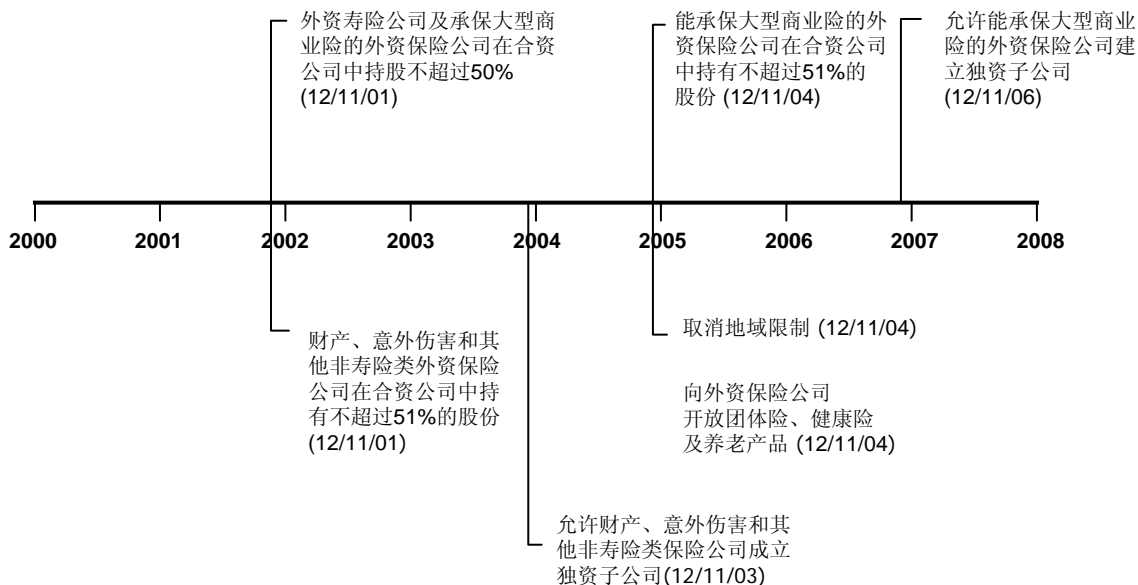 外资寿险公司及承保大型商
业险的外资保险公司在合资
公司中持股不超过50%
(12/11/01)
能承保大型商业险的外
资保险公司在合资公司
中持有不超过51%的
股份 (12/11/04)
允许能承保大型商业
险的外资保险公司建
立独资子公司
(12/11/06)
2000
2001
2002
2003
2004
2005
2006
2007
2008
财产、意外伤害和其
他非寿险类外资保险
公司在合资公司中持
有不超过51%的股份
(12/11/01)
取消地域限制 (12/11/04)
向外资保险公司
开放团体险、健康险
及养老产品 (12/11/04)
允许财产、意外伤害和其
他非寿险类保险公司成立
独资子公司(12/11/03)